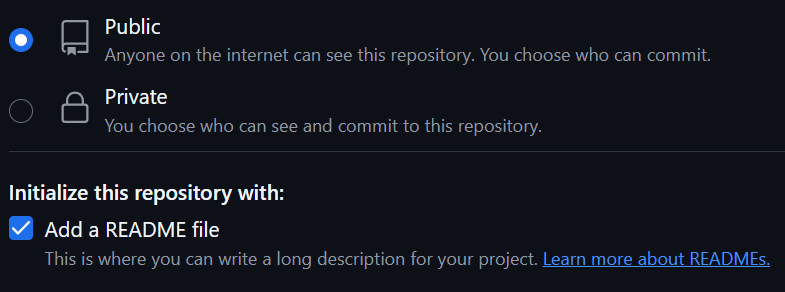 Public
Anyone on the internet can see this repository. You choose who can commit.
Private
You choose who can see and commit to this repository.
Initialize this repository with:
Add a README file
This is where you can write a long description for your project. Learn more about READMEs.